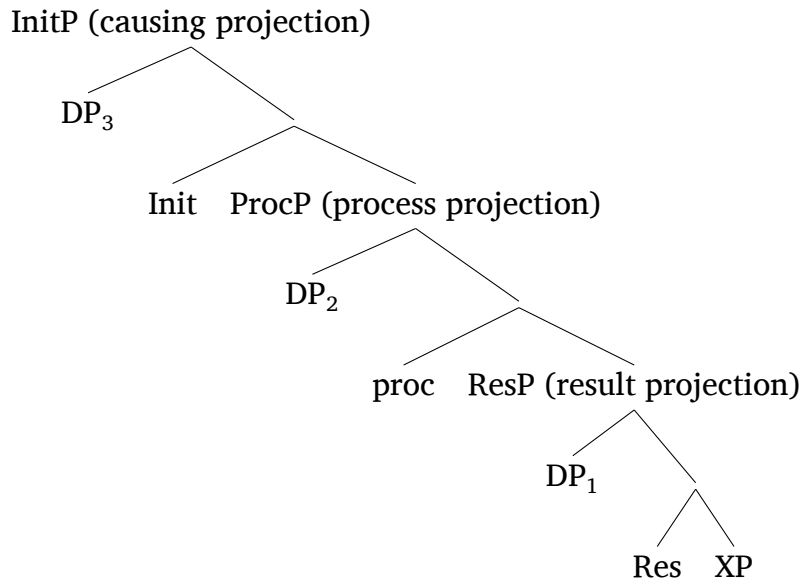 InitP (causing projection)
DP₃
Init ProcP (process projection)
DP₂
proc ResP (result projection)
DP₁
Res XP